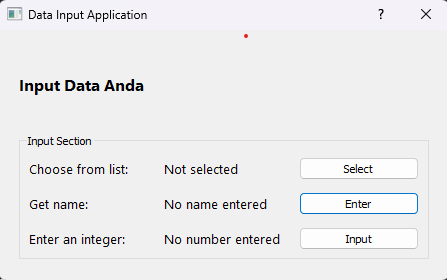 Data Input Application
Input Data Anda
Input Section
Choose from list: Not selected Select
Get name: No name entered Enter
Enter an integer: No number entered Input